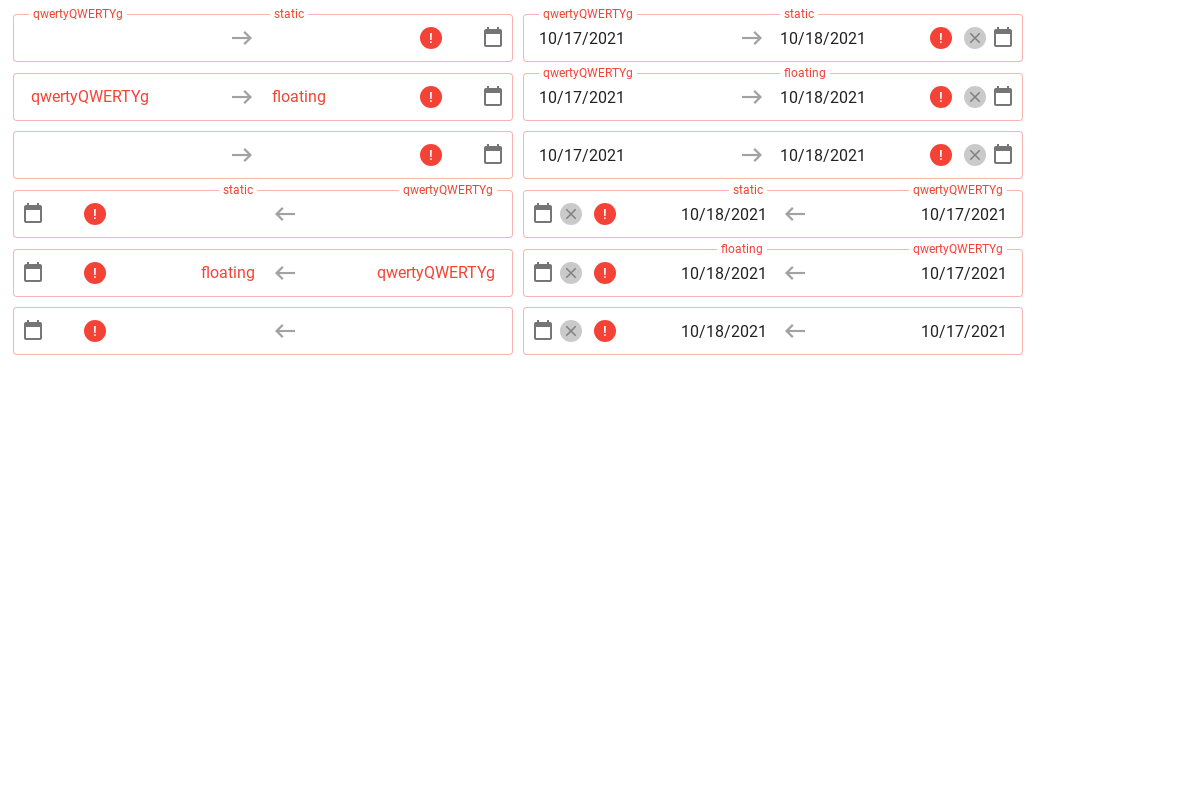 qwertyQWERTYg static qwertyQWERTYg static
! 10/17/2021 10/18/2021 !
qwertyQWERTYg floating
qwertyQWERTYg floating ! 10/17/2021 10/18/2021 !
! 10/17/2021 10/18/2021 !
static qwertyQWERTYg static qwertyQWERTYg
! ! 10/18/2021 10/17/2021
floating qwertyQWERTYg
! floating qwertyQWERTYg ! 10/18/2021 10/17/2021
! ! 10/18/2021 10/17/2021